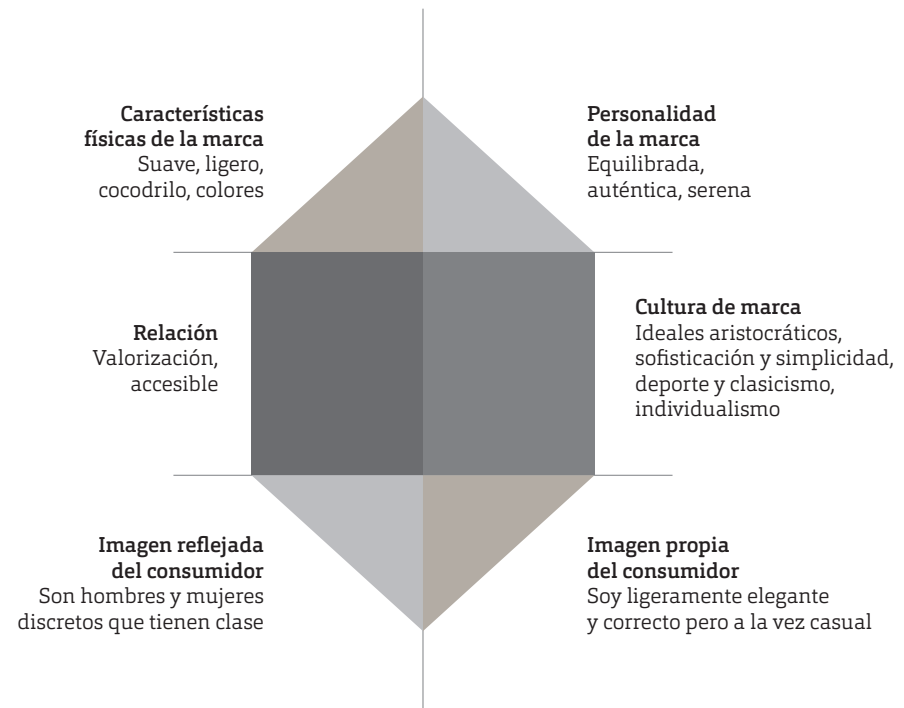 Características
físicas de la marca
Suave, ligero,
cocodrilo, colores
Personalidad
de la marca
Equilibrada,
auténtica, serena
Relación
Valorización,
accesible
Cultura de marca
Ideales aristocráticos,
sofisticación y simplicidad,
deporte y clasicismo,
individualismo
Imagen reflejada
del consumidor
Son hombres y mujeres
discretos que tienen clase
Imagen propia
del consumidor
Soy ligeramente elegante
y correcto pero a la vez casual